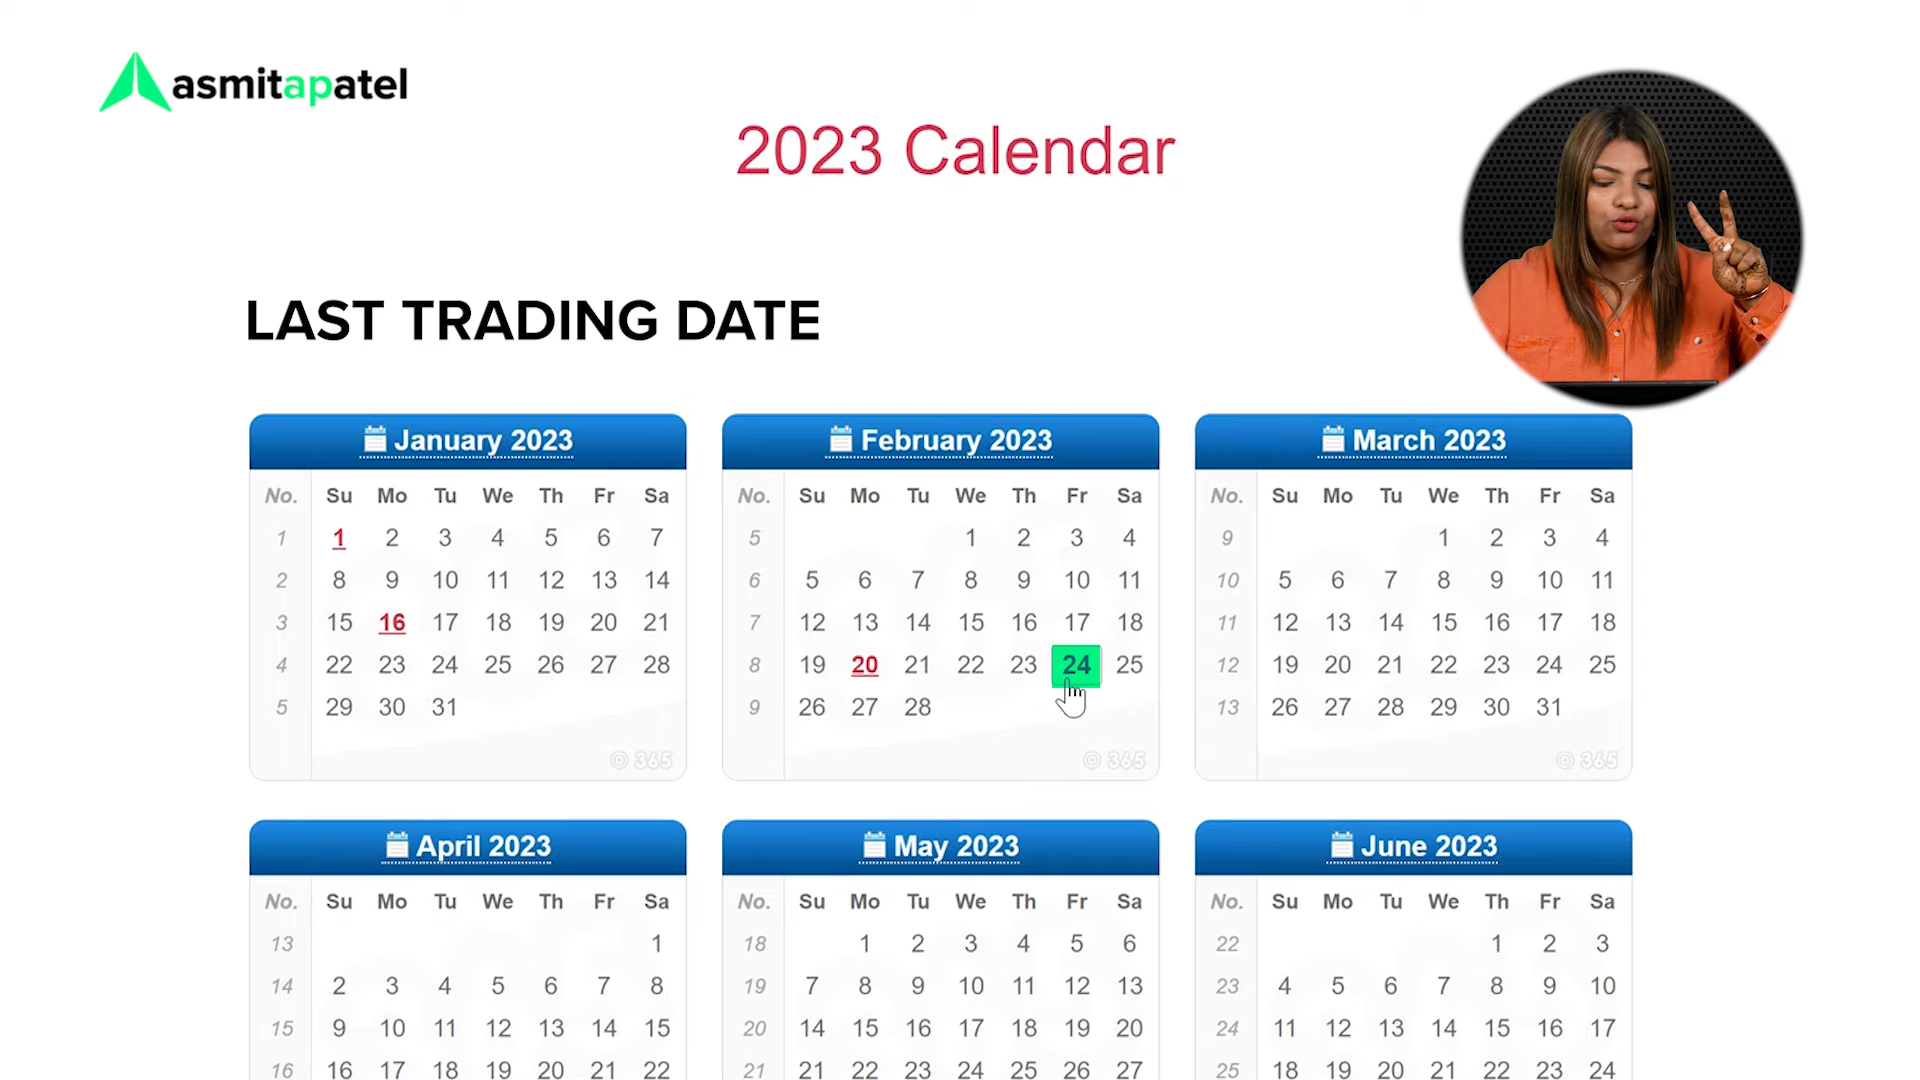 asmitapatel
2023 Calendar
LAST TRADING DATE
January 2023
No. Su Mo Tu We Th Fr Sa
1 1 2 3 4 5 6 7
2 8 9 10 11 12 13 14
3 15 16 17 18 19 20 21
4 22 23 24 25 26 27 28
5 29 30 31
© 365
February 2023
No. Su Mo Tu We Th Fr Sa
5 1 2 3 4
6 5 6 7 8 9 10 11
7 12 13 14 15 16 17 18
8 19 20 21 22 23 24 25
9 26 27 28
© 365
March 2023
No. Su Mo Tu We Th Fr Sa
9 1 2 3 4
10 5 6 7 8 9 10 11
11 12 13 14 15 16 17 18
12 19 20 21 22 23 24 25
13 26 27 28 29 30 31
© 365
April 2023
No. Su Mo Tu We Th Fr Sa
13 1
14 2 3 4 5 6 7 8
15 9 10 11 12 13 14 15
16 16 17 18 19 20 21 22
May 2023
No. Su Mo Tu We Th Fr Sa
18 1 2 3 4 5 6
19 7 8 9 10 11 12 13
20 14 15 16 17 18 19 20
21 21 22 23 24 25 26 27
June 2023
No. Su Mo Tu We Th Fr Sa
22 1 2 3
23 4 5 6 7 8 9 10
24 11 12 13 14 15 16 17
25 18 19 20 21 22 23 24